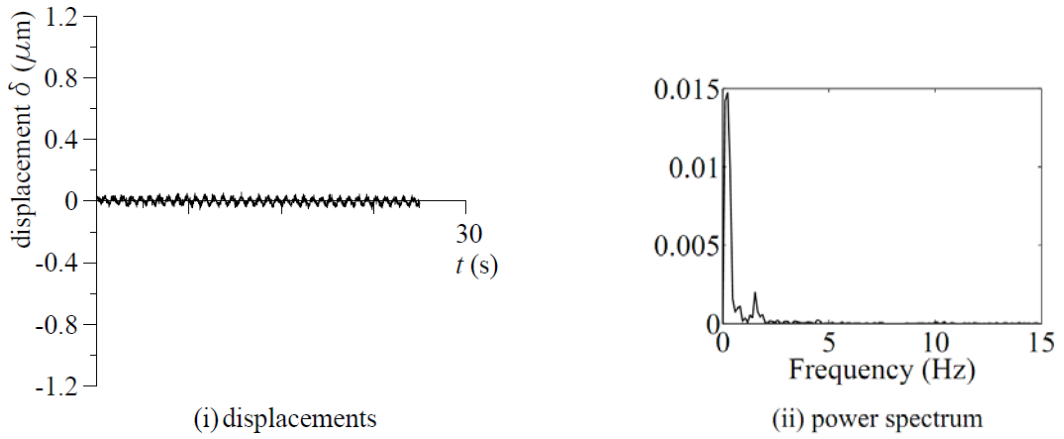 displacement δ (μm)
1.2
0.8
0.4
0
-0.4
-0.8
-1.2
30
t (s)
(i) displacements
0.015
0.01
0.005
0
0 5 10 15
Frequency (Hz)
(ii) power spectrum